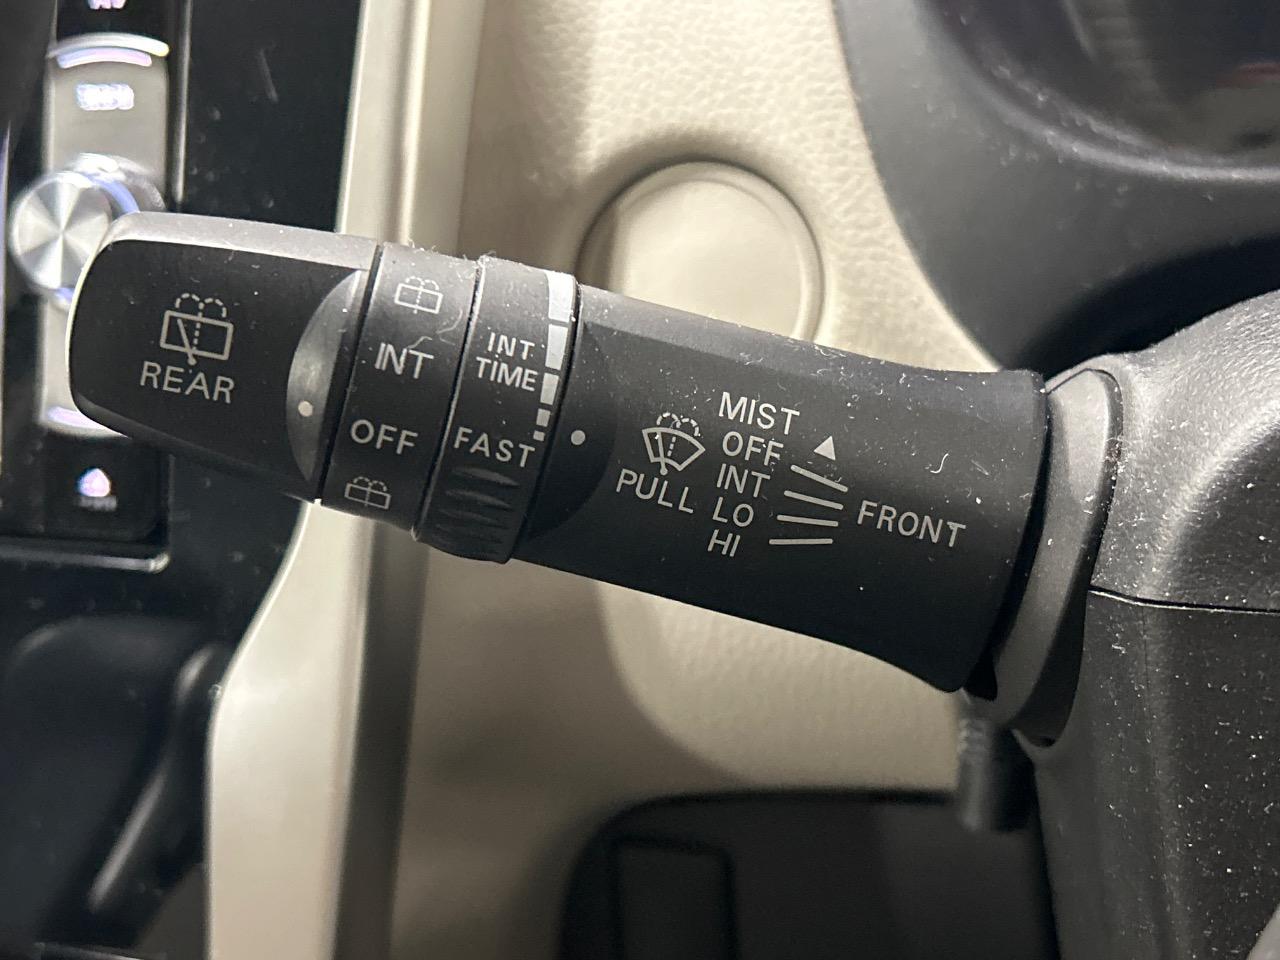 REAR
INT
OFF
INT
TIME
FAST
PULL
MIST
OFF
INT
LO
HI
FRONT